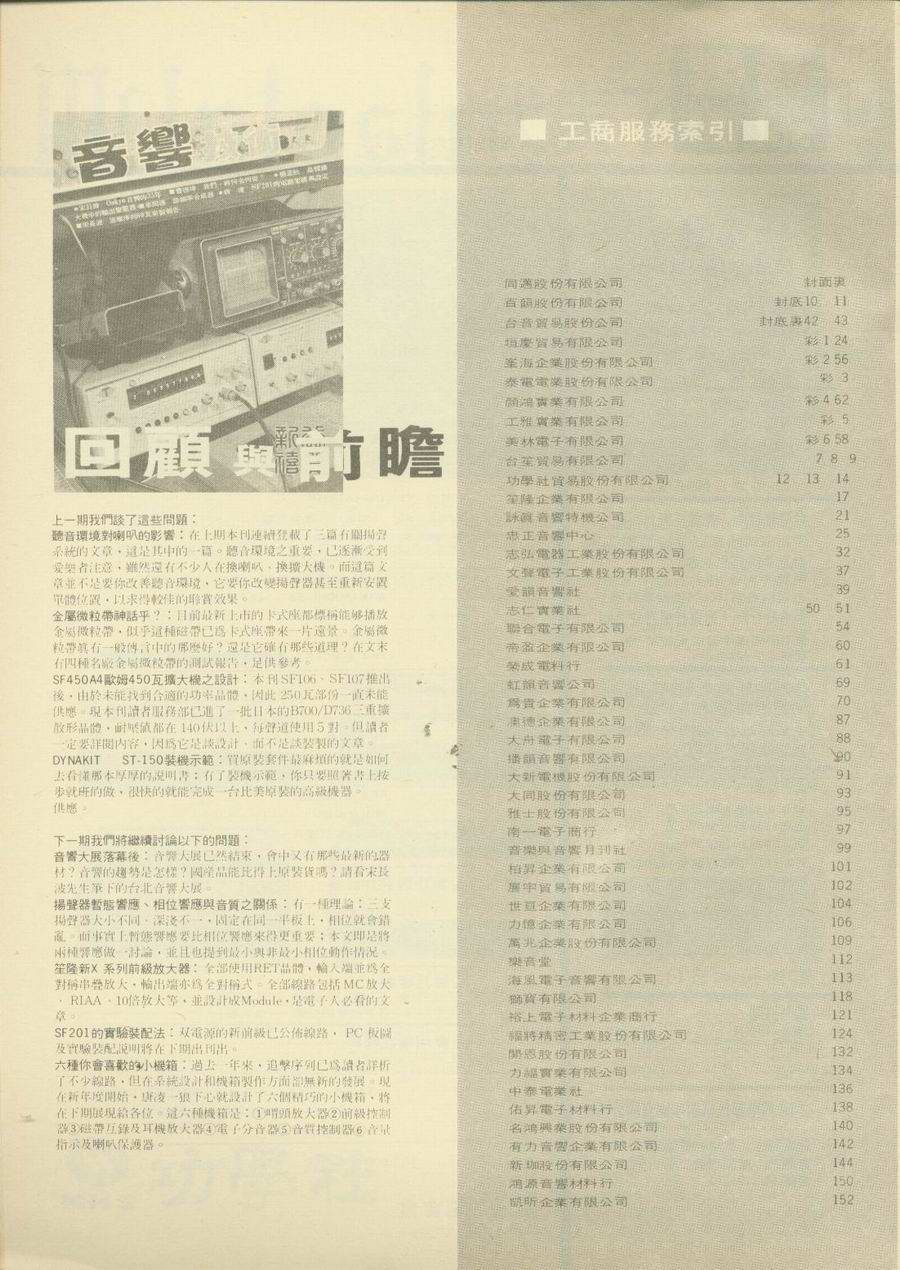 音響技術
回顧與前瞻
上一期我們談了這些問題：
聽音環境對喇叭的影響：在上期本刊連續登載了三篇有關揚聲
系統的文章，這是其中的一篇。聽音環境之重要，已逐漸受到
愛樂者注意，雖然還有不少人在換喇叭、換擴大機。而這篇文
章並不是要你改善聽音環境，它要你改變揚聲器甚至重新安置
單體位置，以求得較佳的聆賞效果。
金屬微粒帶神話乎？：目前最新上市的卡式座都標稱能够播放
金屬微粒帶，似乎這種磁帶已爲卡式座帶來一片遠景。金屬微
粒帶眞有一般傳言中的那麼好？還是它確有那些道理？在文末
有四種名廠金屬微粒帶的測試報告，足供參考。
SF450A4歐姆450瓦擴大機之設計：本刊SF106、SF107推出
後，由於未能找到合適的功率晶體，因此250瓦部份一直未能
供應。現本刊讀者服務部已進了一批日本的B700/D736三重擴
散形晶體，耐壓値都在140伏以上、每聲道使用5對。但讀者
一定要詳閱内容，因爲它是談設計，而不是談裝製的文章。
DYNAKIT ST-150裝機示範：買原裝套件最麻煩的就是如何
去看懂那本厚厚的説明書；有了裝機示範，你只要照著書上按
步就班的做，很快的就能完成一台比美原裝的高級機器。
供應。
下一期我們將繼續討論以下的問題：
音響大展落幕後：音響大展已然結束，會中又有那些最新的器
材？音響的趨勢是怎樣？國産品能比得上原裝貨嗎？請看宋長
波先生筆下的台北音響大展。
揚聲器暫態響應、相位響應與音質之關係：有一種理論：三支
揚聲器大小不同、深淺不一，固定在同一平板上，相位就會錯
亂。而事實上暫態響應要比相位響應來得更重要；本文即是將
兩種響應做一討論，並且也提到最小與非最小相位動作情況。
笙隆新X 系列前級放大器：全部使用RET晶體，輸入端並爲全
對稱串疊放大，輸出端亦爲全對稱式。全部線路包括MC放大
、RIAA、10倍放大等，並設計成Module，是電子人必看的文
章。
SF201的實驗裝配法：双電源的新前級已公佈線路， PC 板圖
及實驗裝配説明將在下期出刊出。
六種你會喜歡的小機箱：過去一年來，追擊序列已爲讀者詳析
了不少線路，但在系統設計和機箱製作方面都無新的發展。現
在新年度開始，唐凌一狠下心就設計了六個精巧的小機箱，將
在下期展現給各位。這六種機箱是：①唱頭放大器②前級控制
器③磁帶互錄及耳機放大器④電子分音器⑤音質控制器⑥音量
指示及喇叭保護器。
工商服務索引
同邁股份有限公司 封面裏
百韻股份有限公司 封底10 11
台音貿易股份公司 封底裏42 43
垣慶貿易有限公司 彩1 24
峯海企業股份有限公司 彩2 56
泰電電業股份有限公司 彩 3
顏鴻實業有限公司 彩4 62
工雅實業有限公司 彩 5
美林電子有限公司 彩6 58
台笙貿易有限公司 7 8 9
功學社貿易股份有限公司 12 13 14
笙隆企業有限公司 17
詠眞音響特機公司 21
忠正音響中心 25
志弘電器工業股份有限公司 32
文聲電子工業股份有限公司 37
愛韻音響社 39
志仁實業社 50 51
聯合電子有限公司 54
帝盈企業有限公司 60
榮成電料行 61
虹韻音響公司 69
爲貴企業有限公司 70
漢德企業有限公司 87
大舟電子有限公司 88
播韻音響有限公司 90
大新電機股份有限公司 91
大同股份有限公司 93
雅士股份有限公司 95
南一電子商行 97
音樂與音響月刊社 99
柏昇企業有限公司 101
鷹宇貿易有限公司 102
世亘企業有限公司 104
力億企業有限公司 106
萬兆企業股份有限公司 109
樂音堂 112
海風電子音響有限公司 113
獅寶有限公司 118
裕上電子材料企業商行 121
福將精密工業股份有限公司 124
開恩股份有限公司 132
力福實業有限公司 134
中泰電業社 136
佑昇電子材料行 138
名鴻興業股份有限公司 140
有力音響企業有限公司 142
新珈股份有限公司 144
鴻源音響材料行 150
凱昕企業有限公司 152